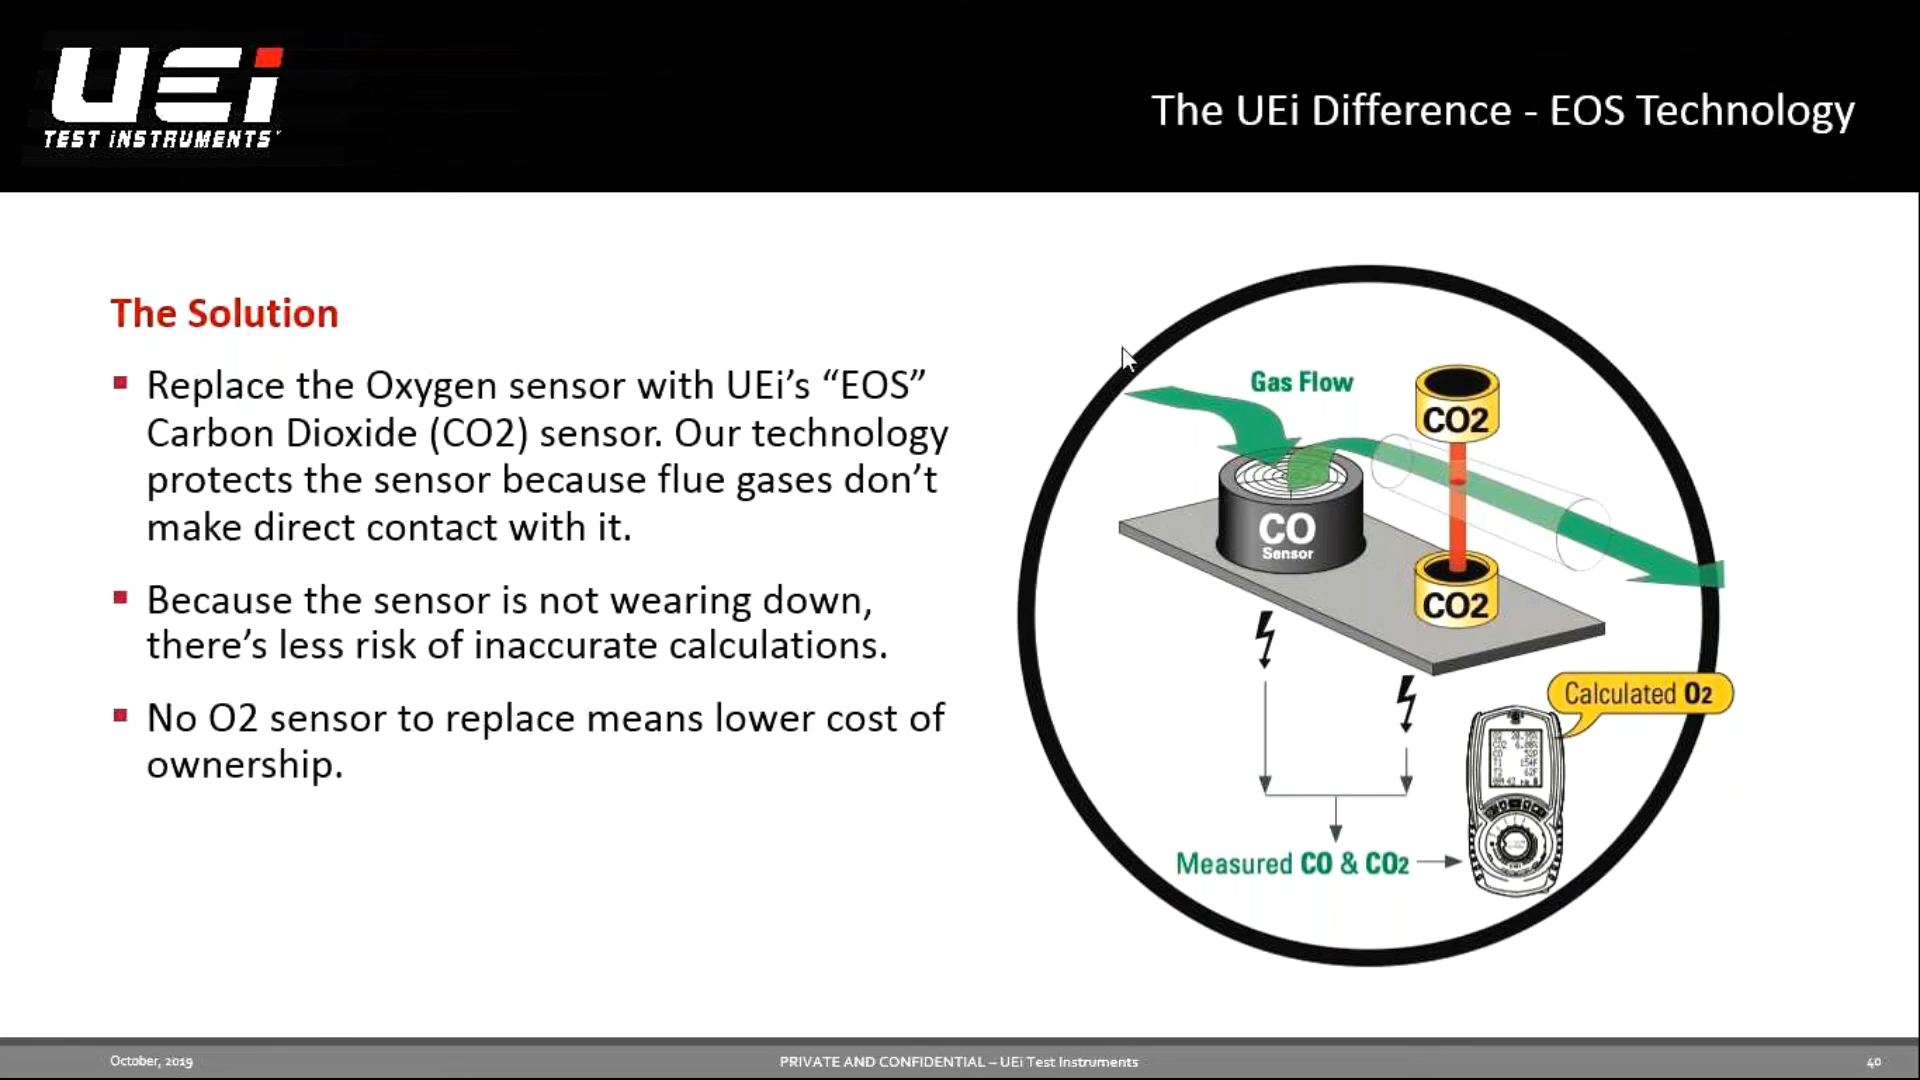 UEi
TEST iNSTRUMENTS
The UEi Difference - EOS Technology
The Solution
Replace the Oxygen sensor with UEi’s “EOS”
Carbon Dioxide (CO2) sensor. Our technology
protects the sensor because flue gases don’t
make direct contact with it.
Because the sensor is not wearing down,
there’s less risk of inaccurate calculations.
No O2 sensor to replace means lower cost of
ownership.
Gas Flow
CO2
CO
Sensor
CO2
Calculated O2
Measured CO & CO2
October, 2019
PRIVATE AND CONFIDENTIAL – UEi Test Instruments
40